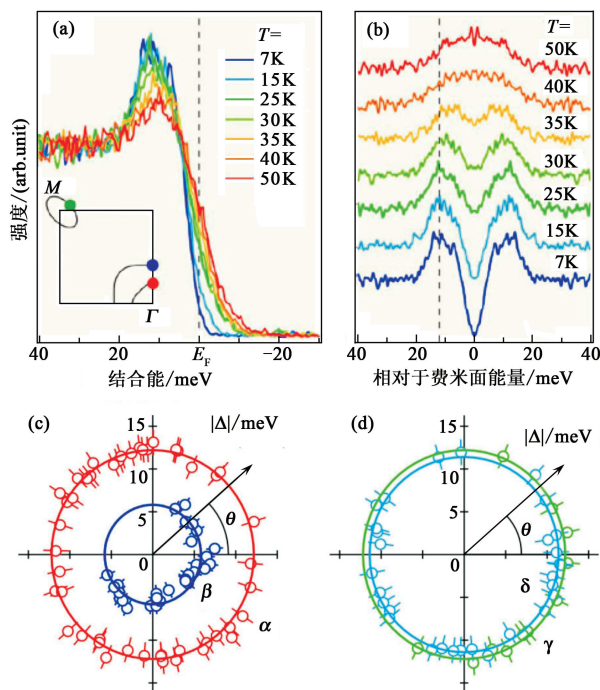 (a)
T=
7K
15K
25K
30K
35K
40K
50K
M
Γ
强度/(arb.unit)
40
20
E_F
−20
结合能/meV
(b)
T=
50K
40K
35K
30K
25K
15K
7K
40
20
0
20
40
相对于费米面能量/meV
(c)
15
|Δ|/meV
10
5
0
θ
β
α
(d)
15
|Δ|/meV
10
5
0
θ
δ
γ